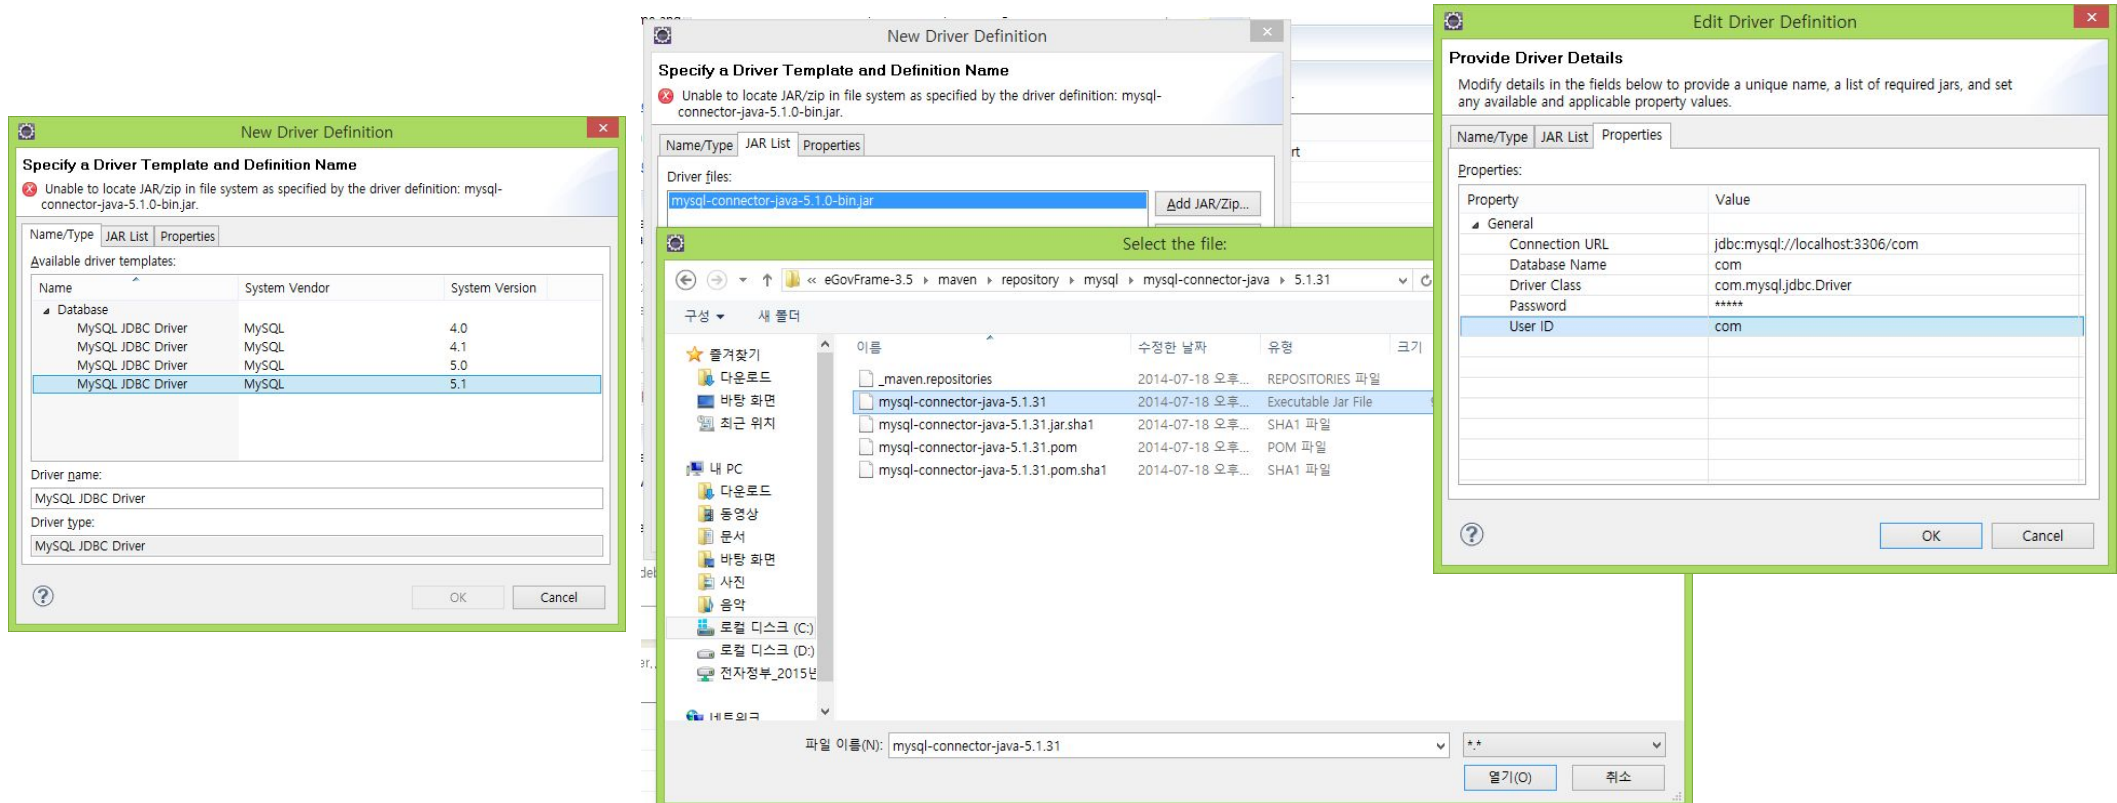 New Driver Definition
Specify a Driver Template and Definition Name
Unable to locate JAR/zip in file system as specified by the driver definition: mysql-
connector-java-5.1.0-bin.jar.
Name/Type JAR List Properties
Available driver templates:
Name System Vendor System Version
Database
MySQL JDBC Driver MySQL 4.0
MySQL JDBC Driver MySQL 4.1
MySQL JDBC Driver MySQL 5.0
MySQL JDBC Driver MySQL 5.1
Driver name:
MySQL JDBC Driver
Driver type:
MySQL JDBC Driver
OK Cancel
New Driver Definition
Specify a Driver Template and Definition Name
Unable to locate JAR/zip in file system as specified by the driver definition: mysql-
connector-java-5.1.0-bin.jar.
Name/Type JAR List Properties
Driver files:
mysql-connector-java-5.1.0-bin.jar
Add JAR/Zip...
Select the file:
« eGovFrame-3.5 maven repository mysql mysql-connector-java 5.1.31
구성 새 폴더
이름 수정한 날짜 유형 크기
_maven.repositories 2014-07-18 오후... REPOSITORIES 파일
mysql-connector-java-5.1.31 2014-07-18 오후... Executable Jar File
mysql-connector-java-5.1.31.jar.sha1 2014-07-18 오후... SHA1 파일
mysql-connector-java-5.1.31.pom 2014-07-18 오후... POM 파일
mysql-connector-java-5.1.31.pom.sha1 2014-07-18 오후... SHA1 파일
즐겨찾기
다운로드
바탕 화면
최근 위치
내 PC
다운로드
동영상
문서
바탕 화면
사진
음악
로컬 디스크 (C:)
로컬 디스크 (D:)
전자정부_2015년
네트워크
파일 이름(N): mysql-connector-java-5.1.31 *.*
열기(O) 취소
Edit Driver Definition
Provide Driver Details
Modify details in the fields below to provide a unique name, a list of required jars, and set
any available and applicable property values.
Name/Type JAR List Properties
Properties:
Property Value
General
Connection URL jdbc:mysql://localhost:3306/com
Database Name com
Driver Class com.mysql.jdbc.Driver
Password *****
User ID com
OK Cancel